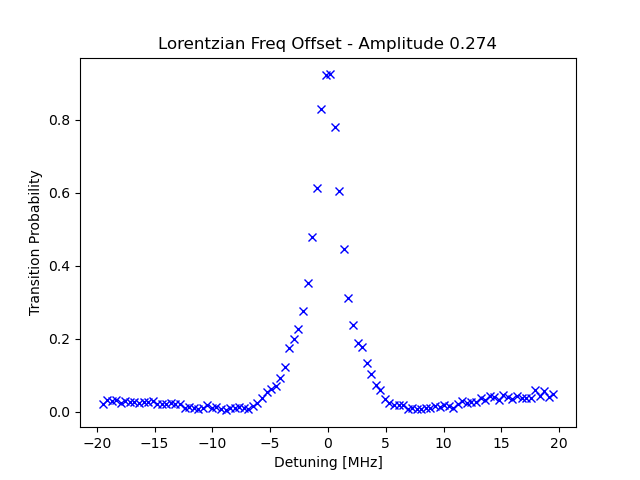 Lorentzian Freq Offset - Amplitude 0.274
Transition Probability
0.8
0.6
0.4
0.2
0.0
−20 −15 −10 −5 0 5 10 15 20
Detuning [MHz]